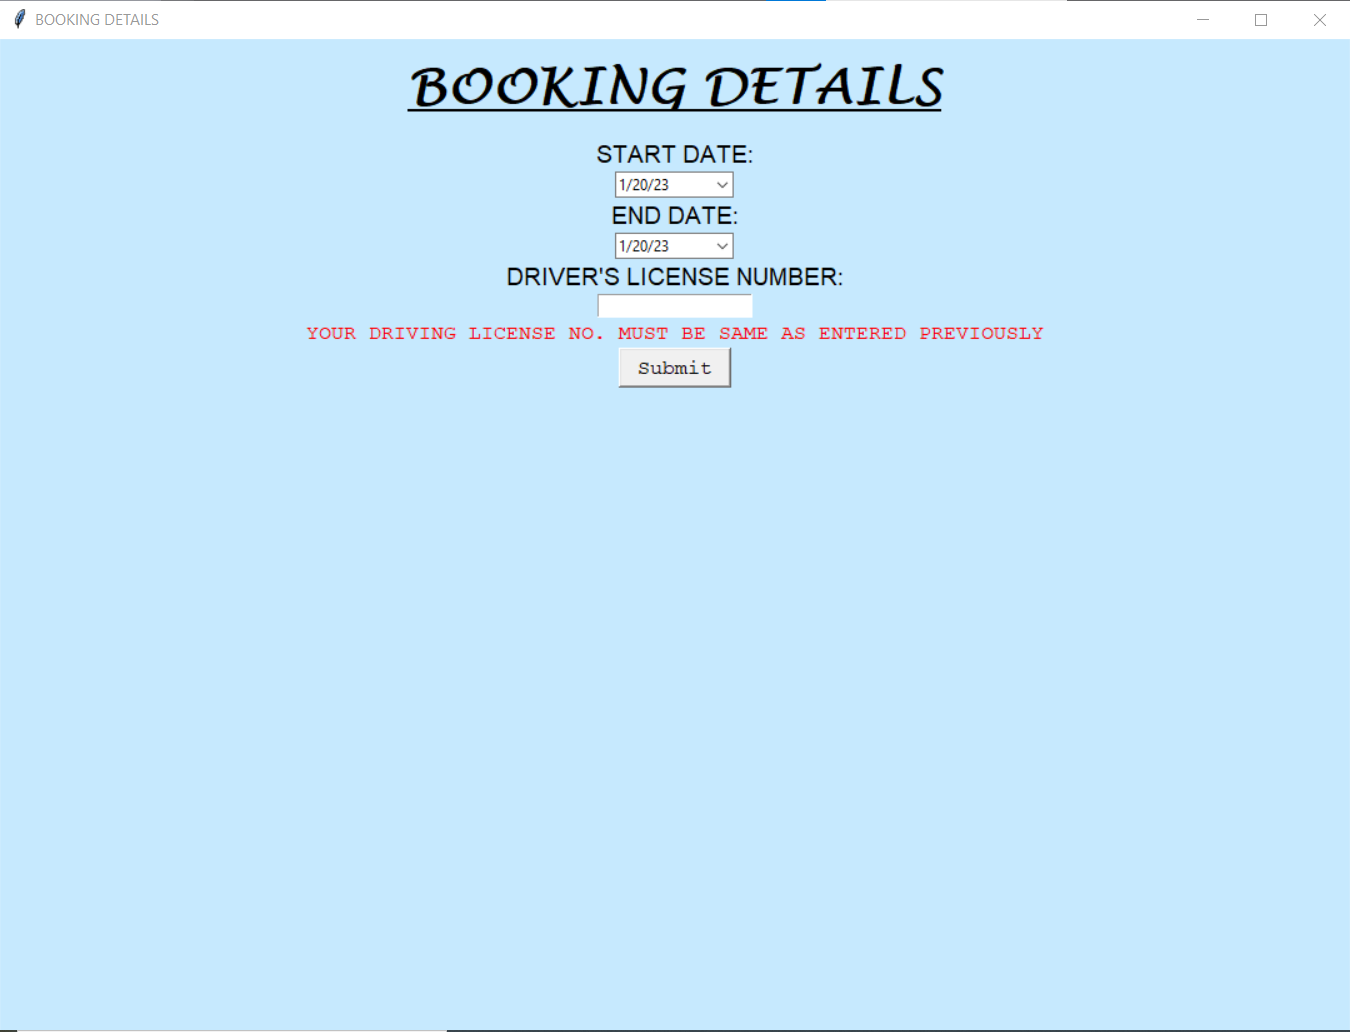 BOOKING DETAILS
BOOKING DETAILS
START DATE:
1/20/23
END DATE:
1/20/23
DRIVER'S LICENSE NUMBER:
YOUR DRIVING LICENSE NO. MUST BE SAME AS ENTERED PREVIOUSLY
Submit